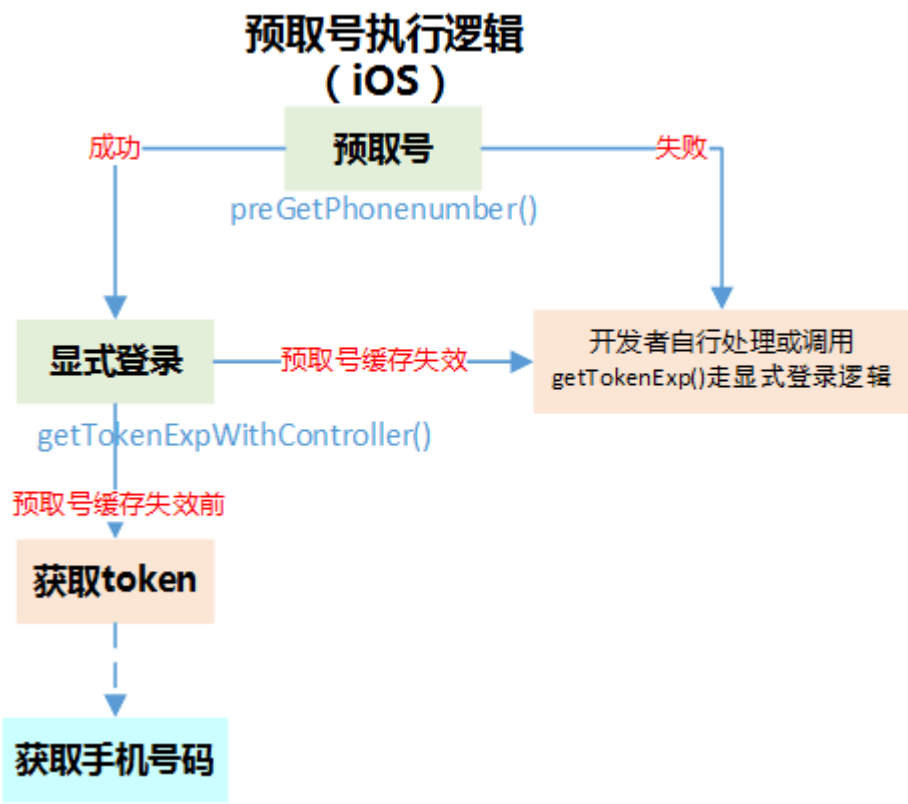 预取号执行逻辑
（iOS）
成功
预取号
失败
preGetPhonenumber()
显式登录
预取号缓存失效
开发者自行处理或调用
getTokenExp()走显式登录逻辑
getTokenExpWithController()
预取号缓存失效前
获取token
获取手机号码